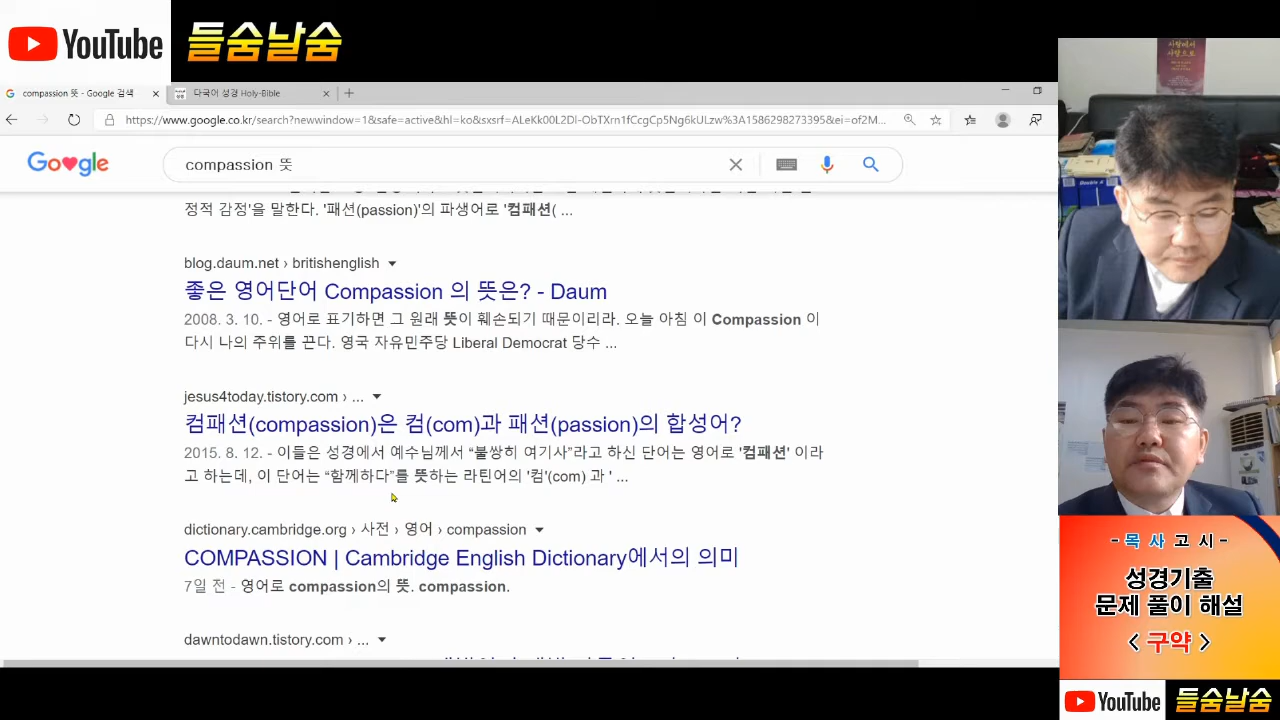 YouTube 들숨날숨
compassion 뜻 - Google 검색
다국어 성경 Holy-Bible
https://www.google.co.kr/search?newwindow=1&safe=active&hl=ko&sxsrf=ALeKk00L2Dl-ObTXrn1fCcgCp5Ng6kULzw%3A1586298273395&ei=of2M...
Google
compassion 뜻
정적 감정'을 말한다. '패션(passion)'의 파생어로 '컴패션( ...
blog.daum.net › britishenglish
좋은 영어단어 Compassion 의 뜻은? - Daum
2008. 3. 10. - 영어로 표기하면 그 원래 뜻이 훼손되기 때문이리라. 오늘 아침 이 Compassion 이
다시 나의 주위를 끈다. 영국 자유민주당 Liberal Democrat 당수 ...
jesus4today.tistory.com › ...
컴패션(compassion)은 컴(com)과 패션(passion)의 합성어?
2015. 8. 12. - 이들은 성경에서 예수님께서 “불쌍히 여기사”라고 하신 단어는 영어로 '컴패션' 이라
고 하는데, 이 단어는 “함께하다”를 뜻하는 라틴어의 '컴'(com) 과 ' ...
dictionary.cambridge.org › 사전 › 영어 › compassion
COMPASSION | Cambridge English Dictionary에서의 의미
7일 전 - 영어로 compassion의 뜻. compassion.
dawntodawn.tistory.com › ...
사랑에서
사랑으로
- 목 사 고 시 -
성경기출
문제 풀이 해설
< 구약 >
YouTube 들숨날숨